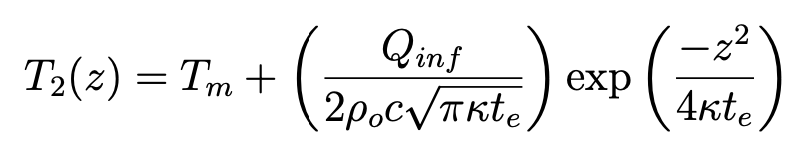 T_2(z) = T_m + \left( \frac{Q_{inf}}{2\rho_o c\sqrt{\pi\kappa t_e}} \right) \exp\left( \frac{-z^2}{4\kappa t_e} \right)